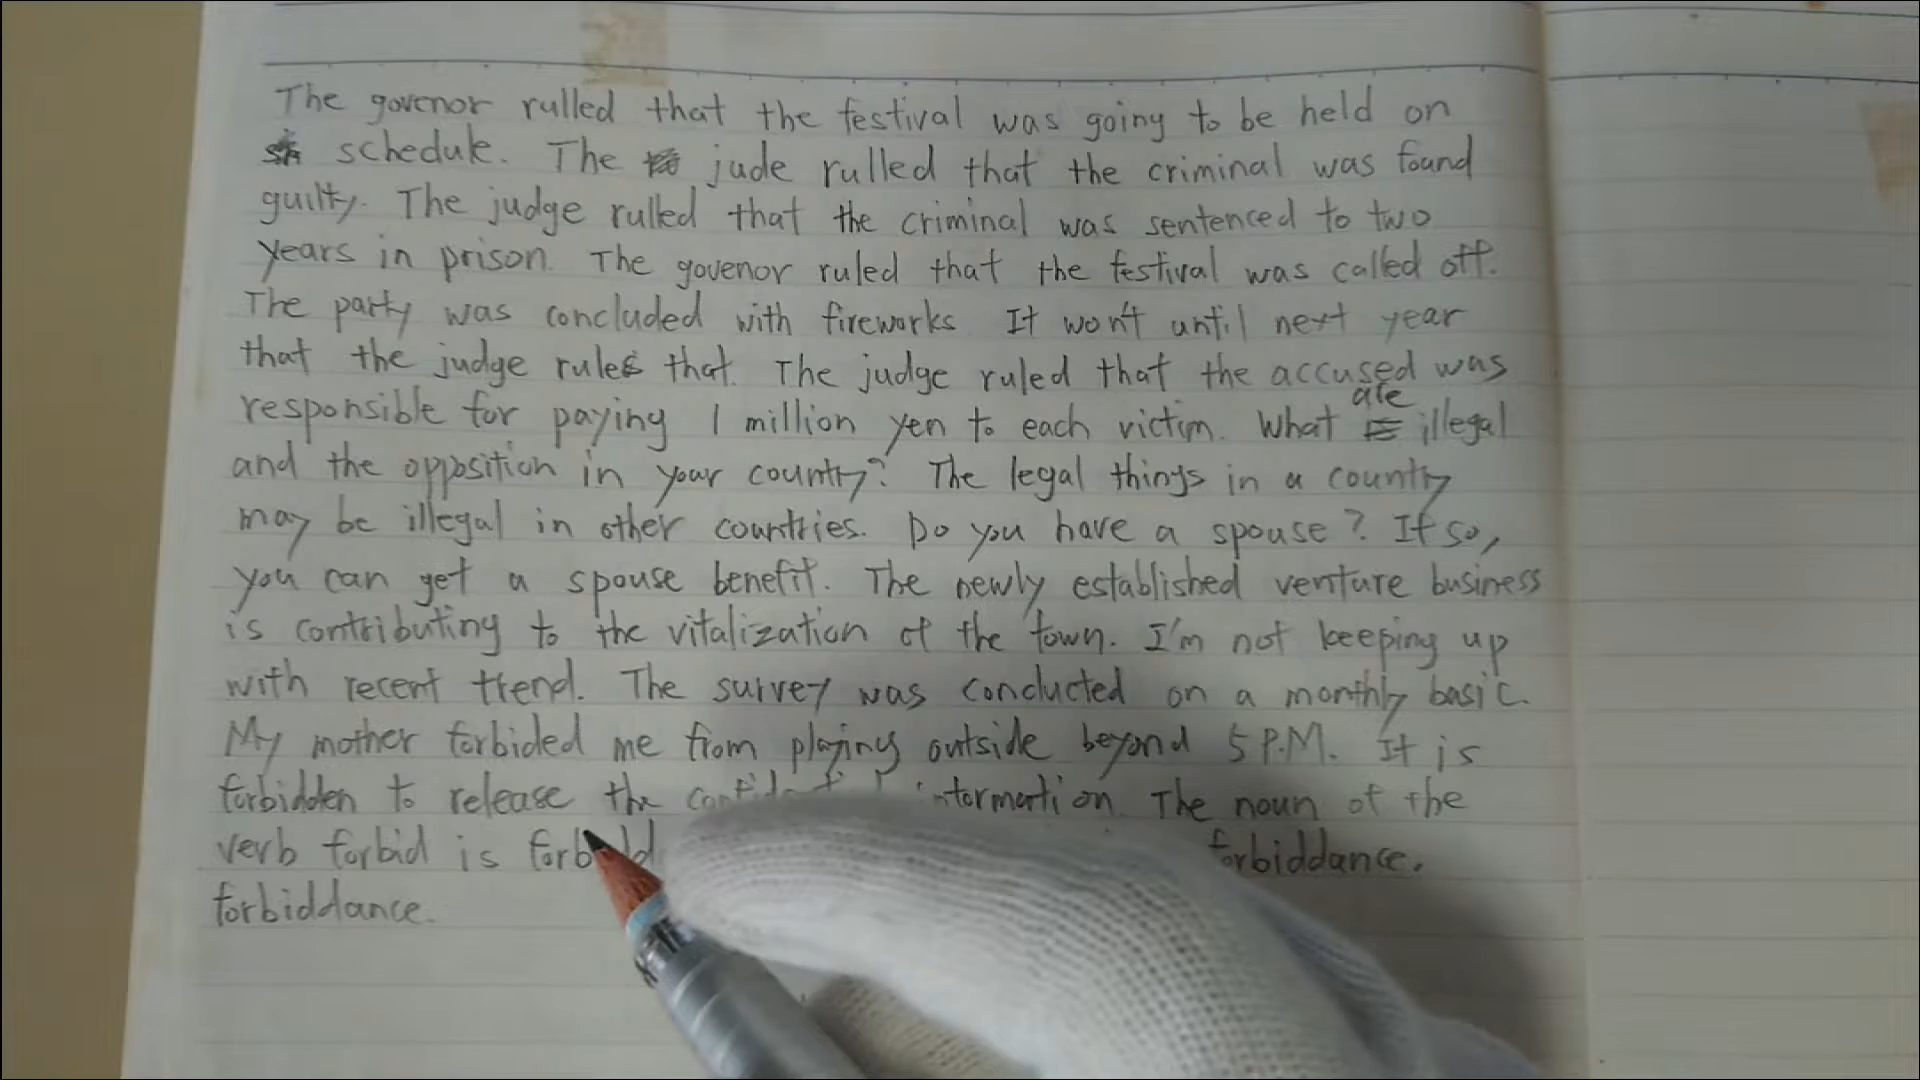 The govenor rulled that the festival was going to be held on
schedule. The jude rulled that the criminal was found
guilty. The judge rulled that the criminal was sentenced to two
years in prison. The govenor ruled that the festival was called off.
The party was concluded with fireworks It won't until next year
that the judge rules that. The judge ruled that the accused was
responsible for paying 1 million yen to each victim. What are illegal
and the opposition in your country? The legal things in a country
may be illegal in other countries. Do you have a spouse? If so,
you can get a spouse benefit. The newly established venture business
is contributing to the vitalization of the town. I'm not keeping up
with recent trend. The survey was conducted on a monthly basic.
My mother forbided me from playing outside beyond 5 P.M. It is
forbidden to release the information. The noun of the
verb forbid is forbiddance.
forbiddance.